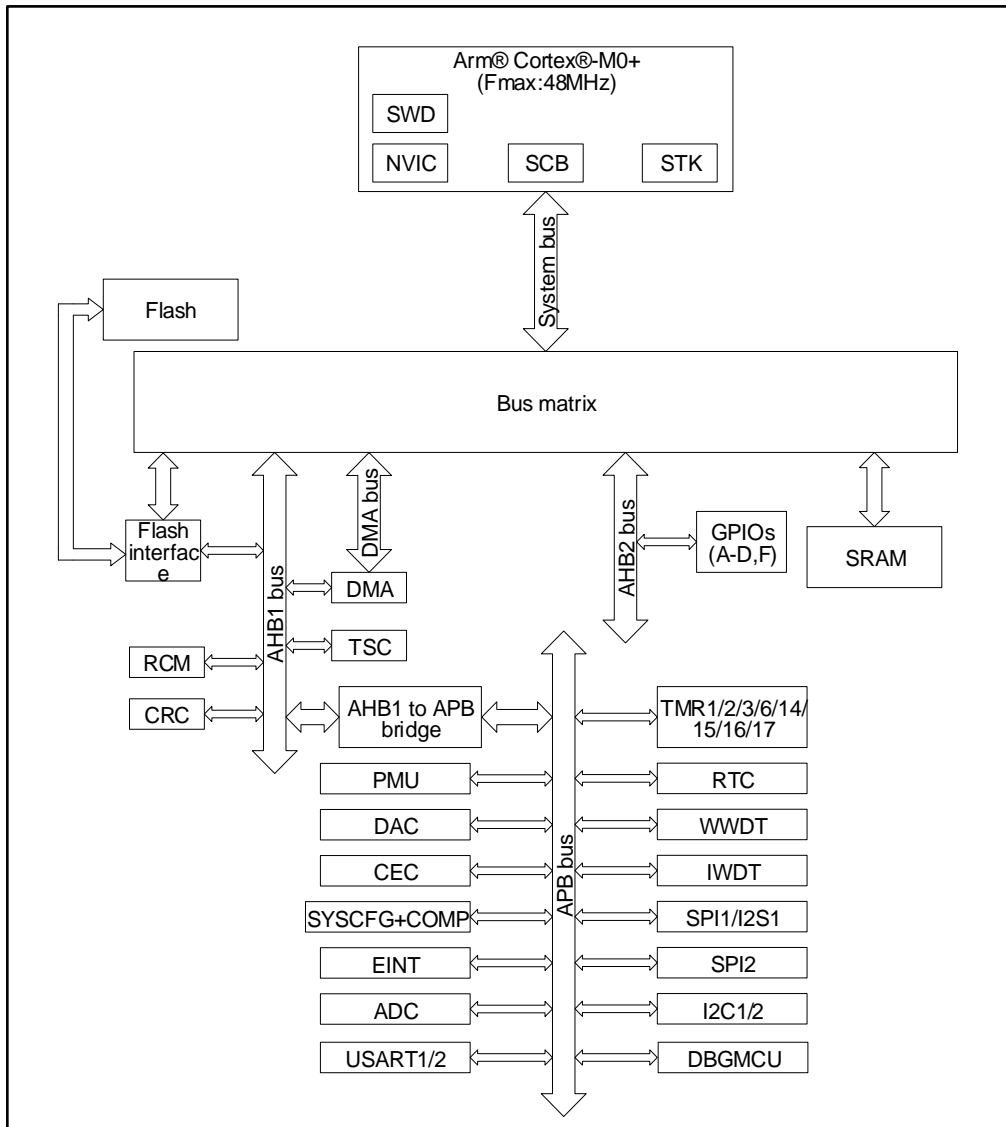 Arm® Cortex®-M0+
(Fmax:48MHz)
SWD
NVIC
SCB
STK
System bus
Flash
Bus matrix
Flash
interfac
e
AHB1 bus
DMA bus
DMA
TSC
RCM
CRC
AHB2 bus
GPIOs
(A-D,F)
SRAM
AHB1 to APB
bridge
APB bus
TMR1/2/3/6/14/
15/16/17
PMU
RTC
DAC
WWDT
CEC
IWDT
SYSCFG+COMP
SPI1/I2S1
EINT
SPI2
ADC
I2C1/2
USART1/2
DBGMCU